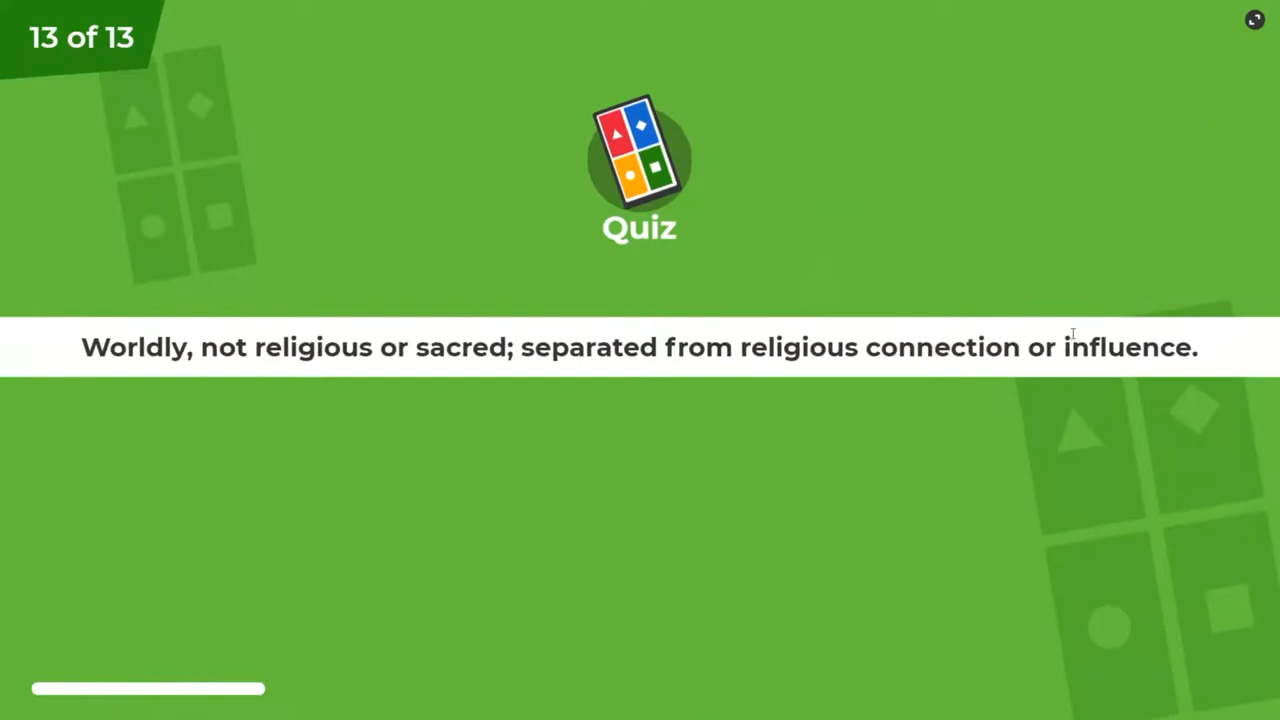 13 of 13
Quiz
Worldly, not religious or sacred; separated from religious connection or influence.